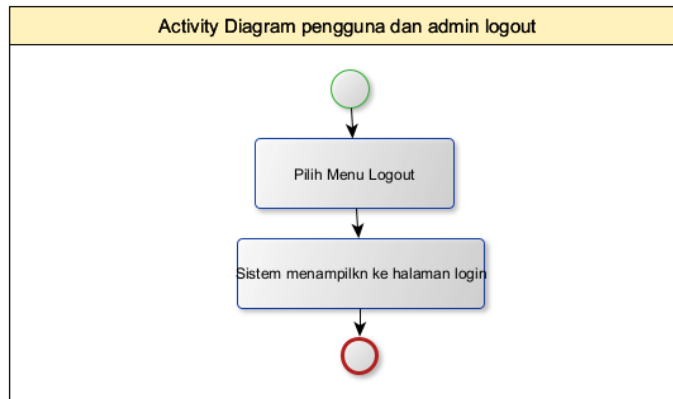 Activity Diagram pengguna dan admin logout
Pilih Menu Logout
Sistem menampilkn ke halaman login